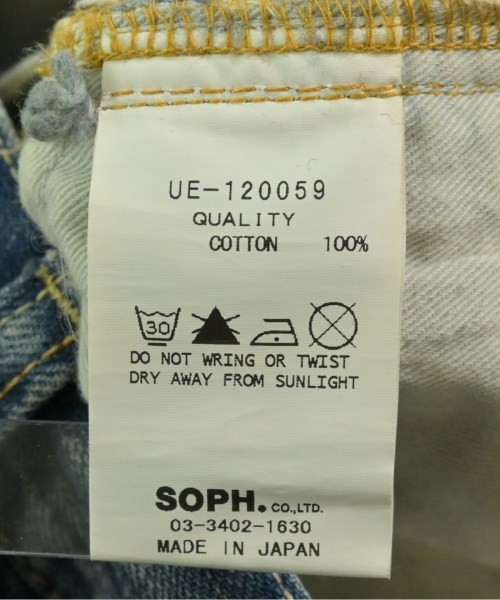 UE-120059
QUALITY
COTTON 100%
30
DO NOT WRING OR TWIST
DRY AWAY FROM SUNLIGHT
SOPH. CO.,LTD.
03-3402-1630
MADE IN JAPAN